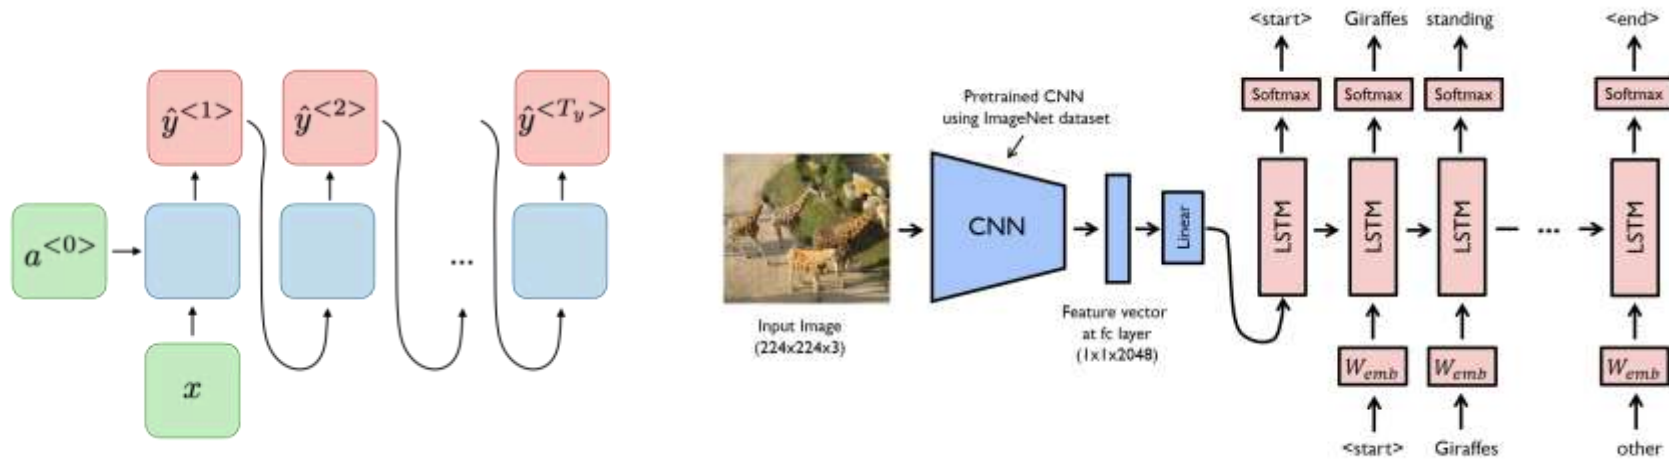 ŷ<1>
ŷ<2>
ŷ<T_y>
a<0>
...
x
Pretrained CNN
using ImageNet dataset
Input Image
(224x224x3)
CNN
Feature vector
at fc layer
(1x1x2048)
Linear
<start> Giraffes standing <end>
Softmax Softmax Softmax Softmax
LSTM LSTM LSTM ... LSTM
W_emb W_emb W_emb
<start> Giraffes other